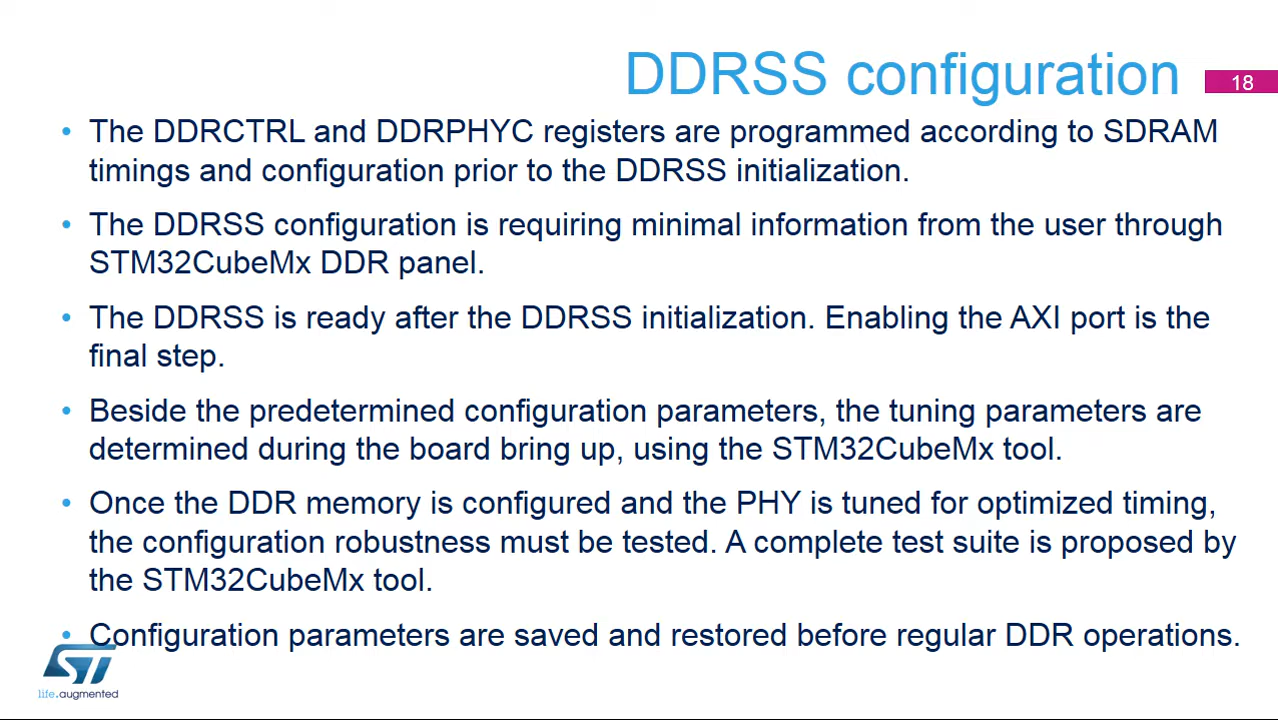 DDRSS configuration
18
• The DDRCTRL and DDRPHYC registers are programmed according to SDRAM
timings and configuration prior to the DDRSS initialization.
• The DDRSS configuration is requiring minimal information from the user through
STM32CubeMx DDR panel.
• The DDRSS is ready after the DDRSS initialization. Enabling the AXI port is the
final step.
• Beside the predetermined configuration parameters, the tuning parameters are
determined during the board bring up, using the STM32CubeMx tool.
• Once the DDR memory is configured and the PHY is tuned for optimized timing,
the configuration robustness must be tested. A complete test suite is proposed by
the STM32CubeMx tool.
• Configuration parameters are saved and restored before regular DDR operations.
ST
life.augmented